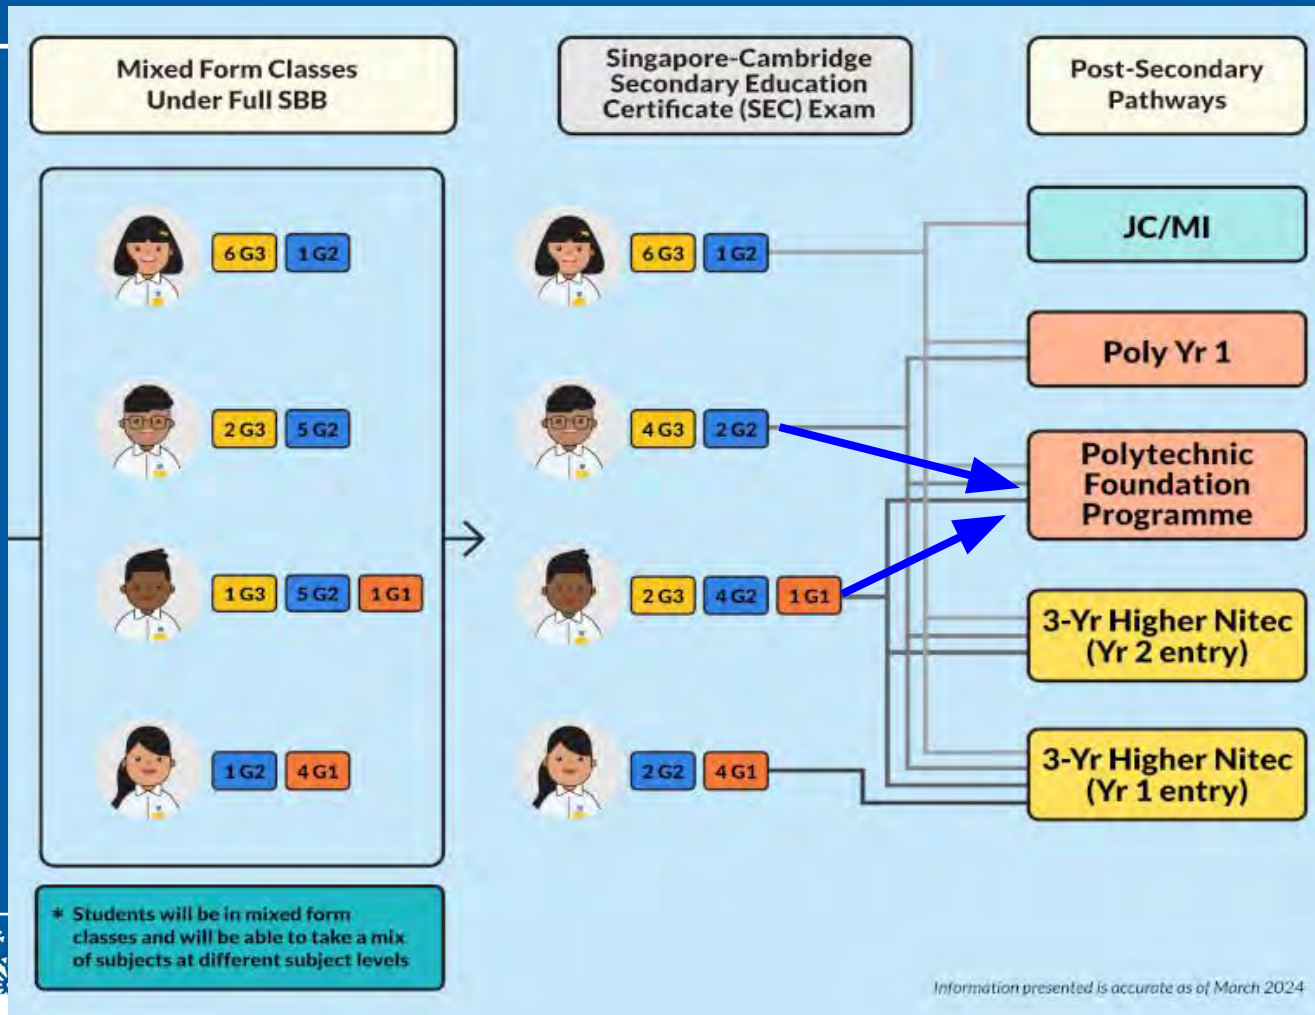 Mixed Form Classes
Under Full SBB
Singapore-Cambridge
Secondary Education
Certificate (SEC) Exam
Post-Secondary
Pathways
6 G3 1 G2
6 G3 1 G2
JC/MI
Poly Yr 1
2 G3 5 G2
4 G3 2 G2
Polytechnic
Foundation
Programme
1 G3 5 G2 1 G1
2 G3 4 G2 1 G1
3-Yr Higher Nitec
(Yr 2 entry)
1 G2 4 G1
2 G2 4 G1
3-Yr Higher Nitec
(Yr 1 entry)
* Students will be in mixed form
classes and will be able to take a mix
of subjects at different subject levels
Information presented is accurate as of March 2024